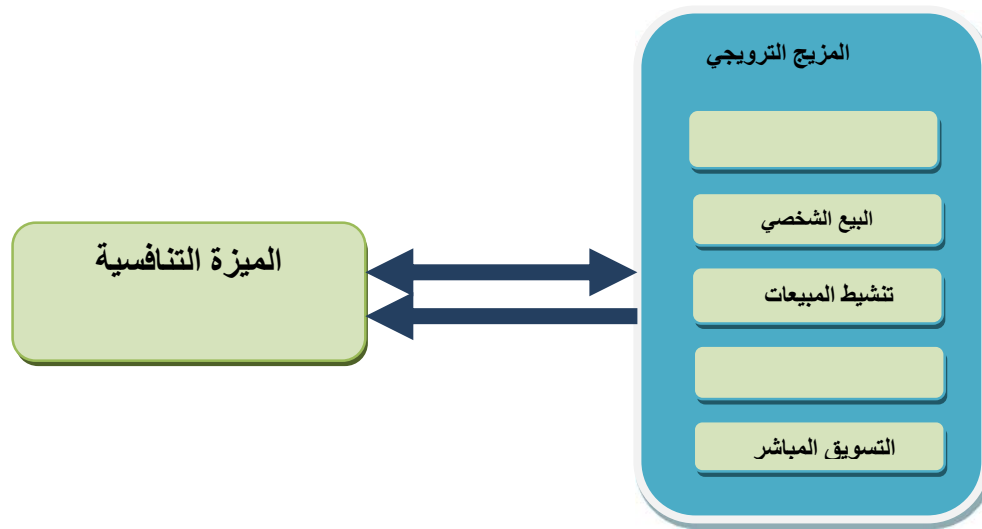 المزيج الترويجي
البيع الشخصي
تنشيط المبيعات
التسويق المباشر
الميزة التنافسية